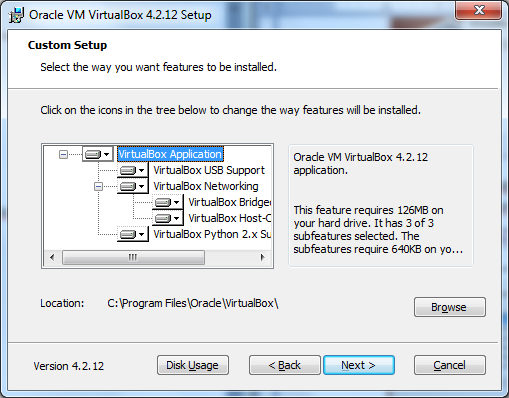 Oracle VM VirtualBox 4.2.12 Setup
Custom Setup
Select the way you want features to be installed.
Click on the icons in the tree below to change the way features will be installed.
VirtualBox Application
VirtualBox USB Support
VirtualBox Networking
VirtualBox Bridge
VirtualBox Host-C
VirtualBox Python 2.x Su
Oracle VM VirtualBox 4.2.12
application.
This feature requires 126MB on
your hard drive. It has 3 of 3
subfeatures selected. The
subfeatures require 640KB on yo...
Location: C:\Program Files\Oracle\VirtualBox\
Browse
Version 4.2.12
Disk Usage
< Back
Next >
Cancel